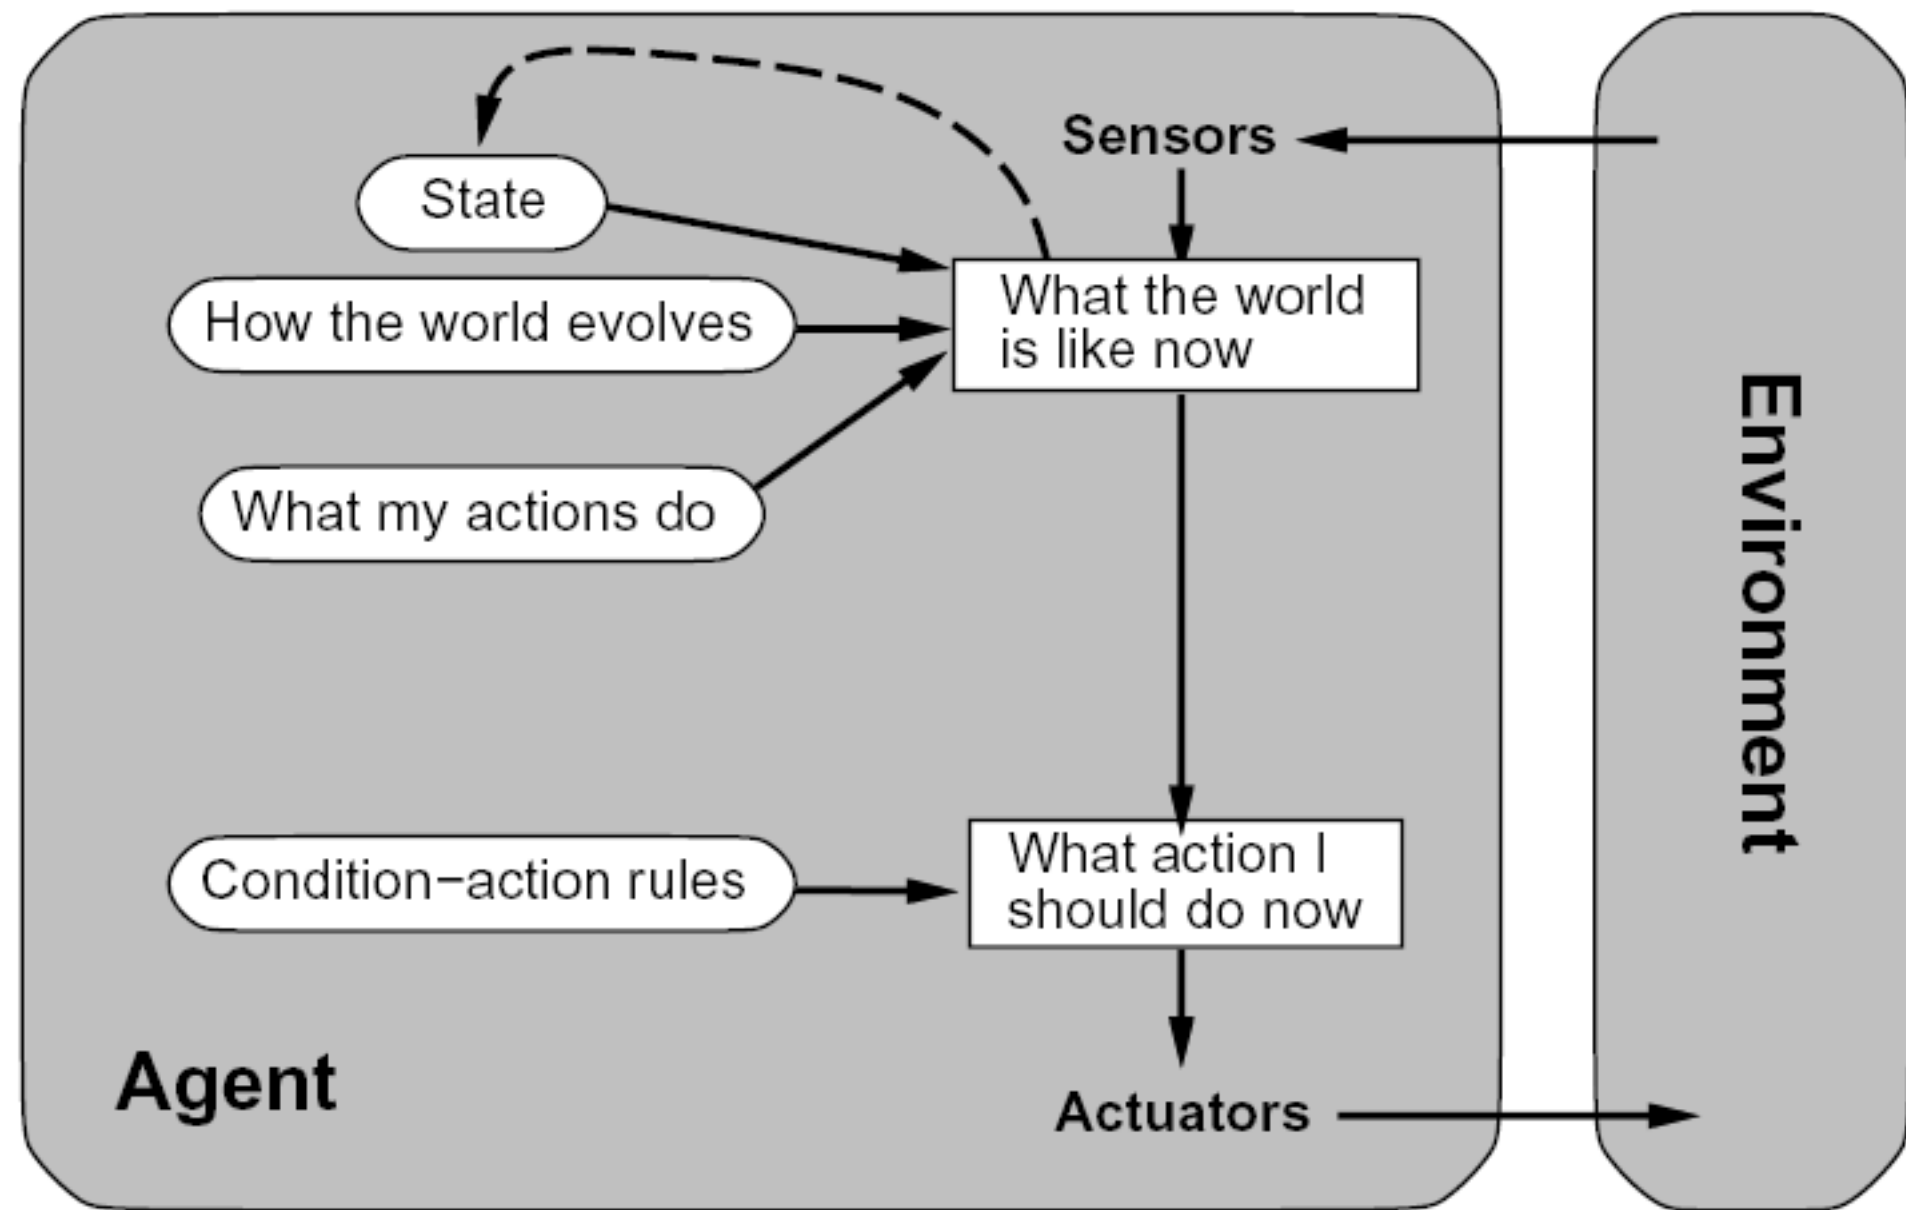 Sensors
State
What the world
is like now
How the world evolves
What my actions do
Environment
Condition−action rules
What action I
should do now
Agent
Actuators